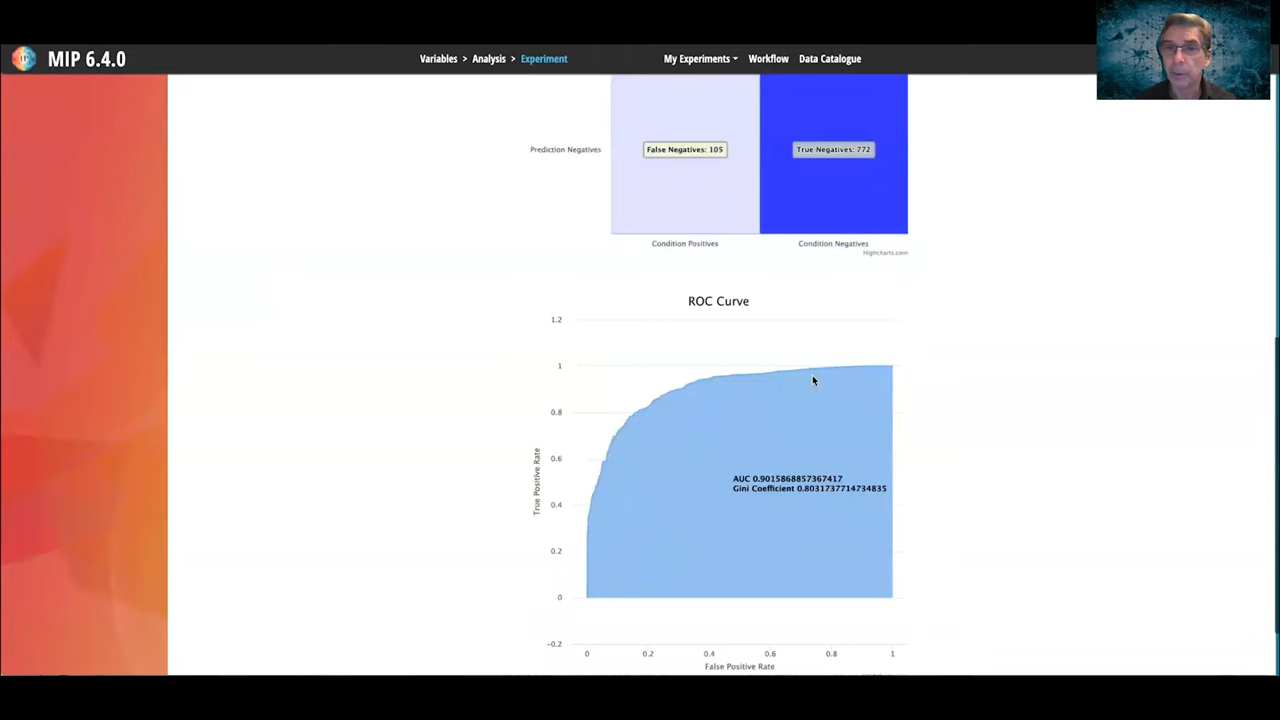 MIP 6.4.0
Variables > Analysis > Experiment
My Experiments Workflow Data Catalogue
Prediction Negatives
False Negatives: 105
True Negatives: 772
Condition Positives
Condition Negatives
Highcharts.com
ROC Curve
1.2
1
0.8
0.6
0.4
0.2
0
-0.2
True Positive Rate
AUC 0.9015868857367417
Gini Coefficient 0.8031737714734835
0 0.2 0.4 0.6 0.8 1
False Positive Rate